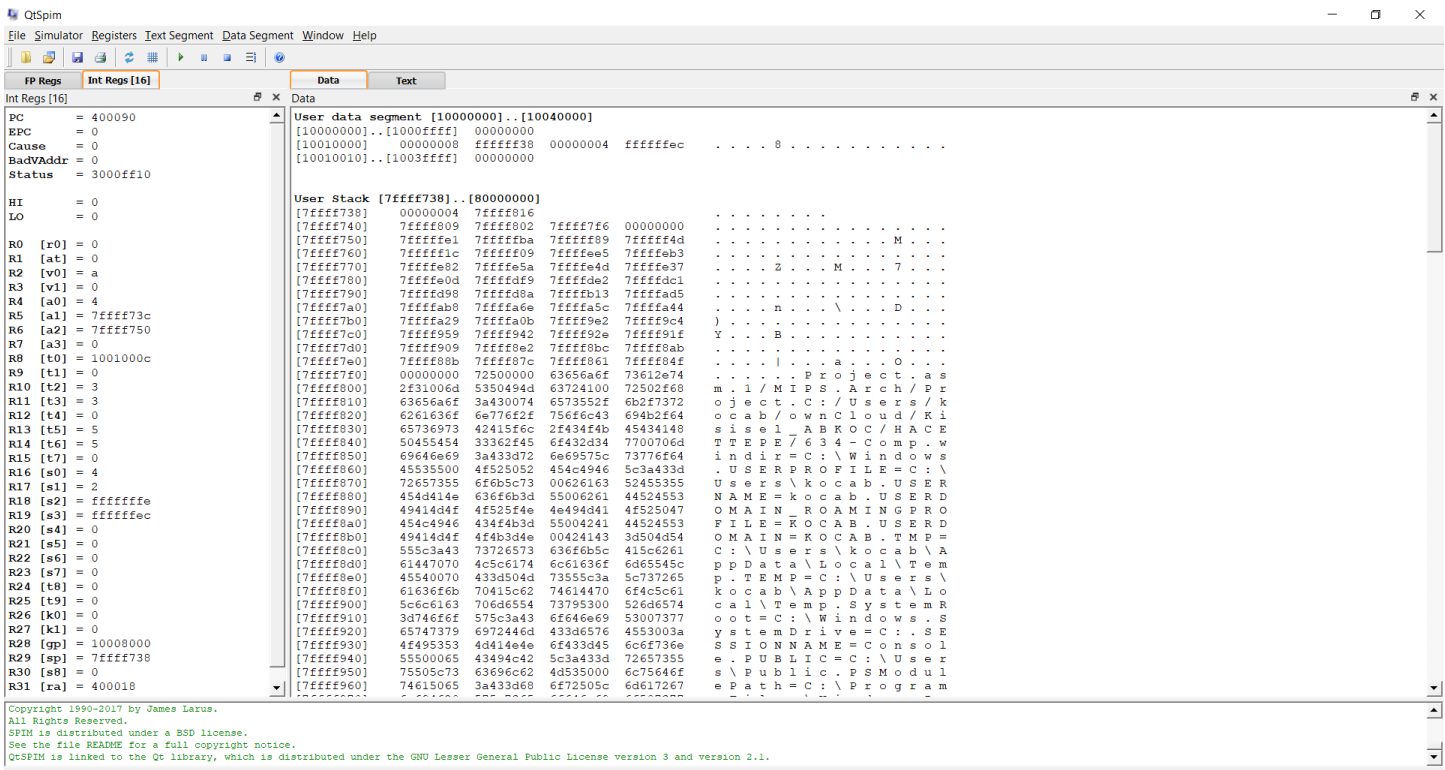 QtSpim
File Simulator Registers Text Segment Data Segment Window Help
FP Regs Int Regs [16] Data Text
Int Regs [16]
PC = 400090
EPC = 0
Cause = 0
BadVAddr = 0
Status = 3000ff10
HI = 0
LO = 0
R0 [r0] = 0
R1 [at] = 0
R2 [v0] = a
R3 [v1] = 0
R4 [a0] = 4
R5 [a1] = 7ffff73c
R6 [a2] = 7ffff750
R7 [a3] = 0
R8 [t0] = 1001000c
R9 [t1] = 0
R10 [t2] = 3
R11 [t3] = 3
R12 [t4] = 0
R13 [t5] = 5
R14 [t6] = 5
R15 [t7] = 0
R16 [s0] = 4
R17 [s1] = 2
R18 [s2] = fffffffe
R19 [s3] = ffffffec
R20 [s4] = 0
R21 [s5] = 0
R22 [s6] = 0
R23 [s7] = 0
R24 [t8] = 0
R25 [t9] = 0
R26 [k0] = 0
R27 [k1] = 0
R28 [gp] = 10008000
R29 [sp] = 7ffff738
R30 [s8] = 0
R31 [ra] = 400018
Data
User data segment [10000000]..[10040000]
[10000000]..[1000ffff] 00000000
[10010000] 00000008 ffffff38 00000004 ffffffec . . . . 8 . . . . . . . . . . .
[10010010]..[1003ffff] 00000000
User Stack [7ffff738]..[80000000]
[7ffff738] 00000004 7ffff816 . . . . . . . .
[7ffff740] 7ffff809 7ffff802 7ffff7f6 00000000 . . . . . . . . . . . . . . . .
[7ffff750] 7fffffe1 7fffffba 7fffff89 7fffff4d . . . . . . . . . . . . M . . .
[7ffff760] 7fffff1c 7fffff09 7ffffee5 7ffffeb3 . . . . . . . . . . . . . . . .
[7ffff770] 7ffffe82 7ffffe5a 7ffffe4d 7ffffe37 . . . . Z . . . M . . . 7 . . .
[7ffff780] 7ffffe0d 7ffffdf9 7ffffde2 7ffffdc1 . . . . . . . . . . . . . . . .
[7ffff790] 7ffffd98 7ffffd8a 7ffffb13 7ffffad5 . . . . . . . . . . . . . . . .
[7ffff7a0] 7ffffab8 7ffffa6e 7ffffa5c 7ffffa44 . . . . n . . . \ . . . D . . .
[7ffff7b0] 7ffffa29 7ffffa0b 7ffff9e2 7ffff9c4 ) . . . . . . . . . . . . . . .
[7ffff7c0] 7ffff959 7ffff942 7ffff92e 7ffff91f Y . . . B . . . . . . . . . . .
[7ffff7d0] 7ffff909 7ffff8e2 7ffff8bc 7ffff8ab . . . . . . . . . . . . . . . .
[7ffff7e0] 7ffff88b 7ffff87c 7ffff861 7ffff84f . . . . | . . . a . . . O . . .
[7ffff7f0] 00000000 72500000 63656a6f 73612e74 . . . . . . P r o j e c t . a s
[7ffff800] 2f31006d 5350494d 63724100 72502f68 m . 1 / M I P S . A r c h / P r
[7ffff810] 63656a6f 3a430074 6573552f 6b2f7372 o j e c t . C : / U s e r s / k
[7ffff820] 6261636f 6e776f2f 756f6c43 694b2f64 o c a b / o w n C l o u d / K i
[7ffff830] 65736973 42415f6c 2f434f4b 45434148 s i s e l _ A B K O C / H A C E
[7ffff840] 50455454 33362f45 6f432d34 7700706d T T E P E / 6 3 4 - C o m p . w
[7ffff850] 69646e69 3a433d72 6e69575c 73776f64 i n d i r = C : \ W i n d o w s
[7ffff860] 45535500 4f525052 454c4946 5c3a433d . U S E R P R O F I L E = C : \
[7ffff870] 72657355 6f6b5c73 00626163 52455355 U s e r s \ k o c a b . U S E R
[7ffff880] 454d414e 636f6b3d 55006261 44524553 N A M E = k o c a b . U S E R D
[7ffff890] 49414d4f 4f525f4e 4e494d41 4f525047 O M A I N _ R O A M I N G P R O
[7ffff8a0] 454c4946 434f4b3d 55004241 44524553 F I L E = K O C A B . U S E R D
[7ffff8b0] 49414d4f 4f4b3d4e 00424143 3d504d54 O M A I N = K O C A B . T M P =
[7ffff8c0] 555c3a43 73726573 636f6b5c 415c6261 C : \ U s e r s \ k o c a b \ A
[7ffff8d0] 61447070 4c5c6174 6c61636f 6d65545c p p D a t a \ L o c a l \ T e m
[7ffff8e0] 45540070 433d504d 73555c3a 5c737265 p . T E M P = C : \ U s e r s \
[7ffff8f0] 61636f6b 70415c62 74614470 6f4c5c61 k o c a b \ A p p D a t a \ L o
[7ffff900] 5c6c6163 706d6554 73795300 526d6574 c a l \ T e m p . S y s t e m R
[7ffff910] 3d746f6f 575c3a43 6f646e69 53007377 o o t = C : \ W i n d o w s . S
[7ffff920] 65747379 6972446d 433d6576 4553003a y s t e m D r i v e = C : . S E
[7ffff930] 4f495353 4d414e4e 6f433d45 6c6f736e S S I O N N A M E = C o n s o l
[7ffff940] 55500065 43494c42 5c3a433d 72657355 e . P U B L I C = C : \ U s e r
[7ffff950] 75505c73 63696c62 4d535000 6c75646f s \ P u b l i c . P S M o d u l
[7ffff960] 74615065 3a433d68 6f72505c 6d617267 e P a t h = C : \ P r o g r a m
Copyright 1990-2017 by James Larus.
All Rights Reserved.
SPIM is distributed under a BSD license.
See the file README for a full copyright notice.
QtSPIM is linked to the Qt library, which is distributed under the GNU Lesser General Public License version 3 and version 2.1.